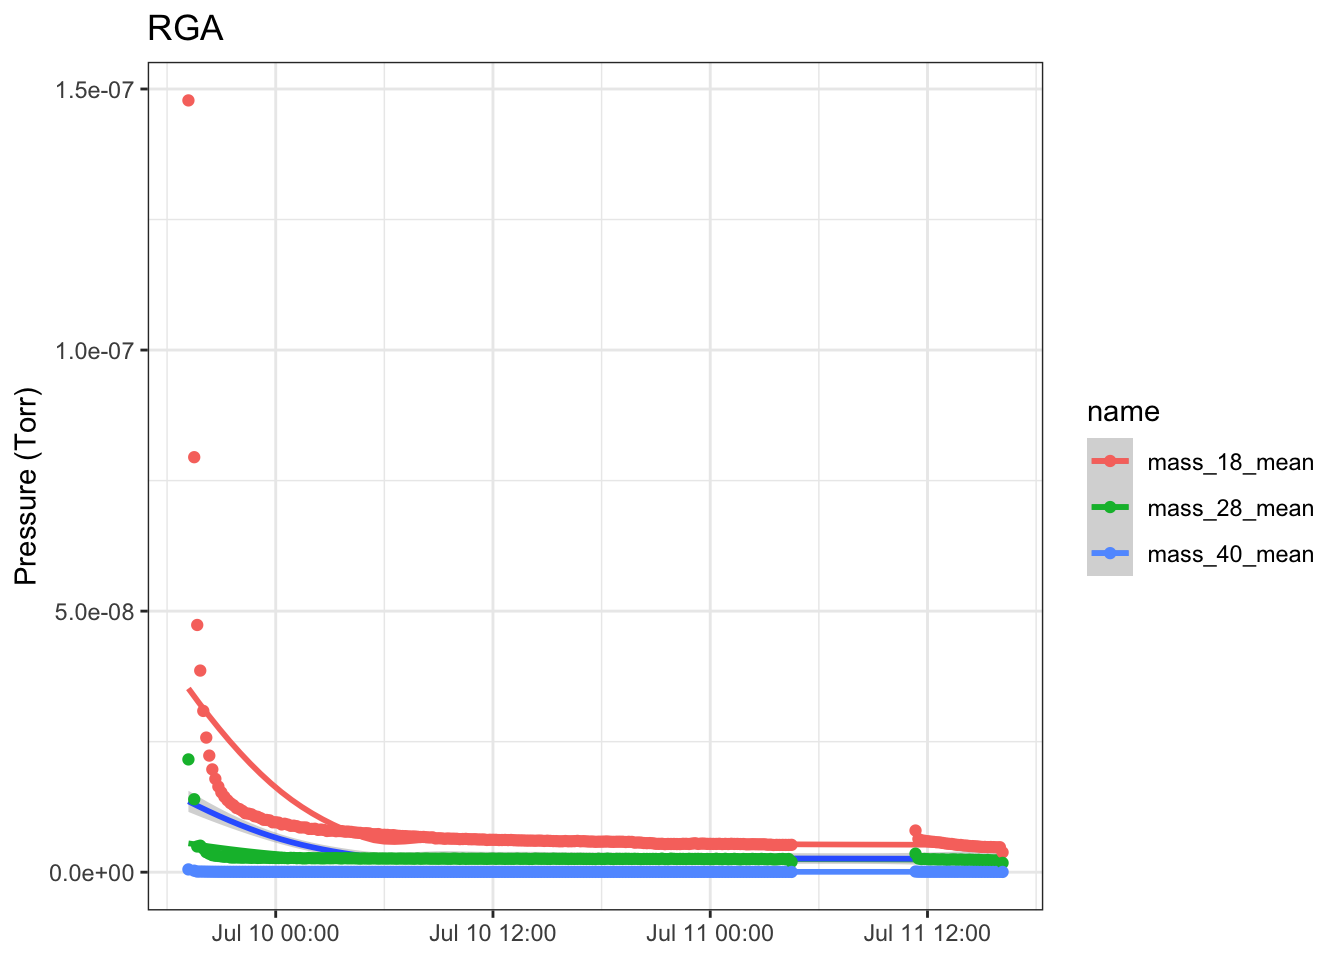 RGA
1.5e-07
1.0e-07
5.0e-08
0.0e+00
Pressure (Torr)
Jul 10 00:00
Jul 10 12:00
Jul 11 00:00
Jul 11 12:00
name
mass_18_mean
mass_28_mean
mass_40_mean